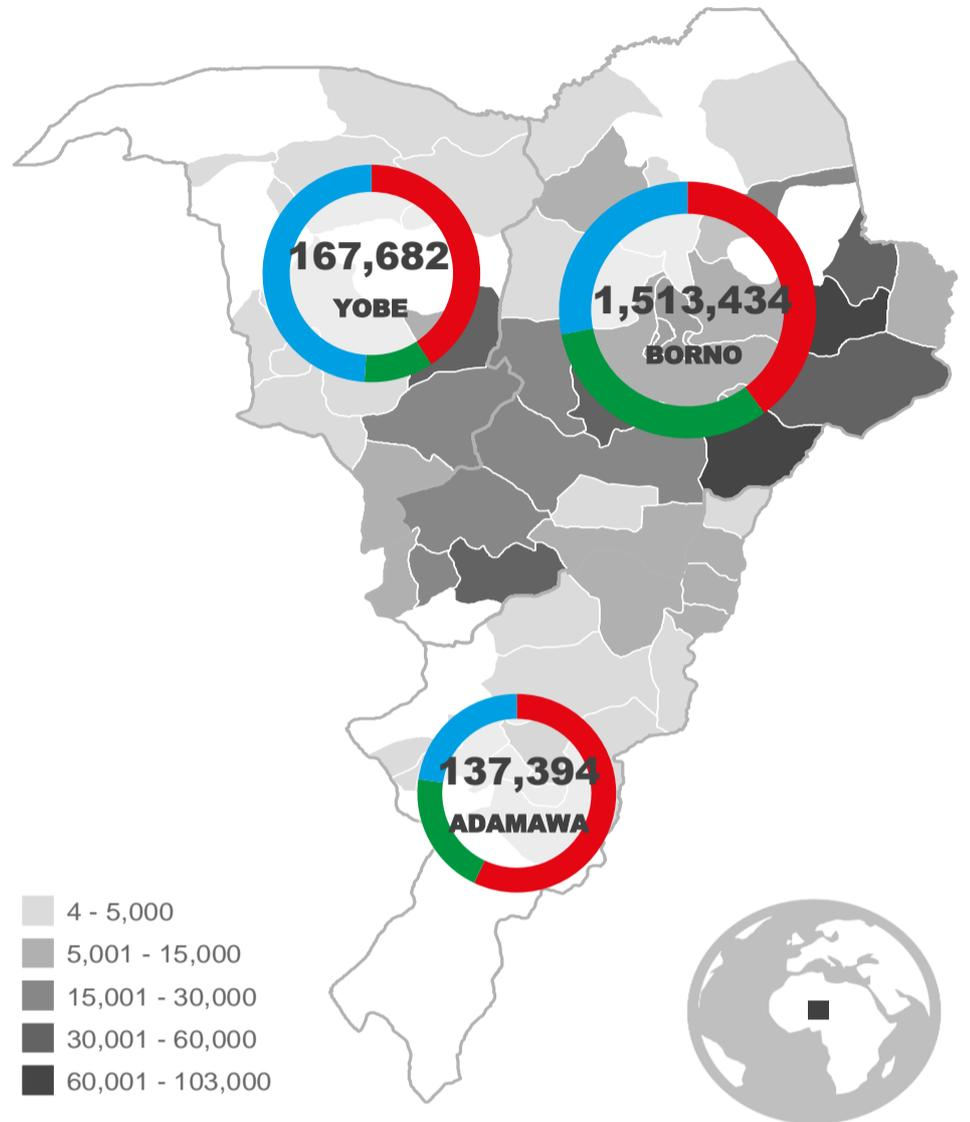 167,682
YOBE
1,513,434
BORNO
137,394
ADAMAWA
4 - 5,000
5,001 - 15,000
15,001 - 30,000
30,001 - 60,000
60,001 - 103,000